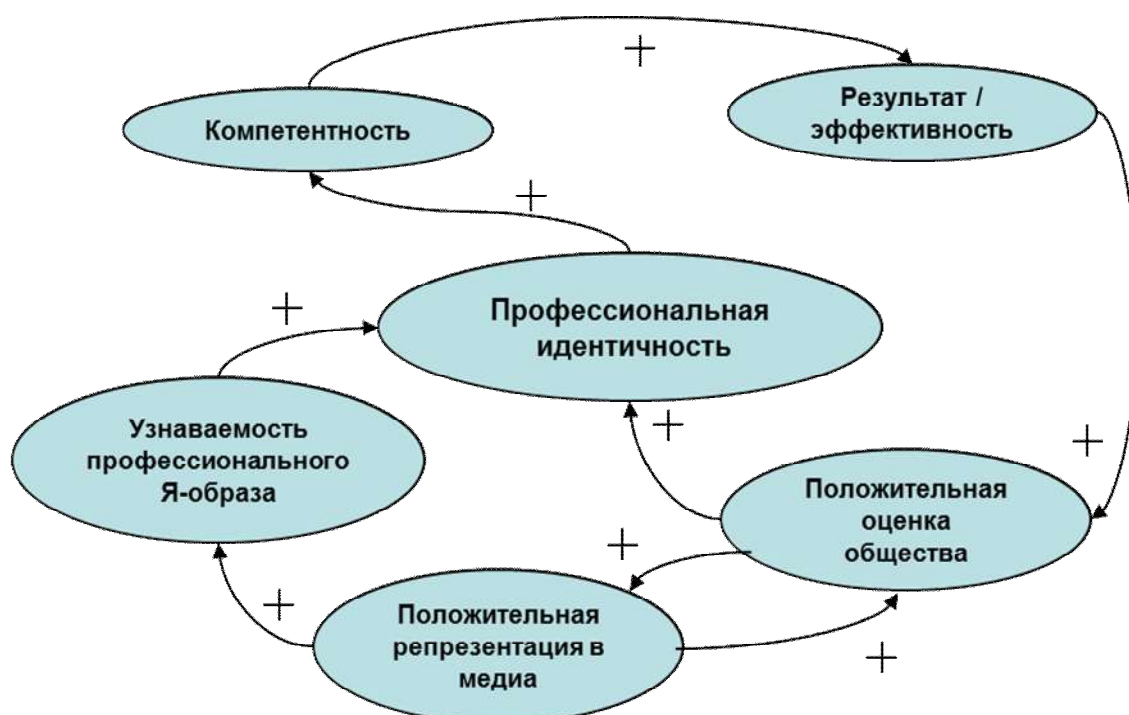 +
Результат /
эффективность
Компетентность
+
Профессиональная
идентичность
+
Узнаваемость
профессионального
Я-образа
+
+
Положительная
оценка
общества
+
+
Положительная
репрезентация в
медиа
+